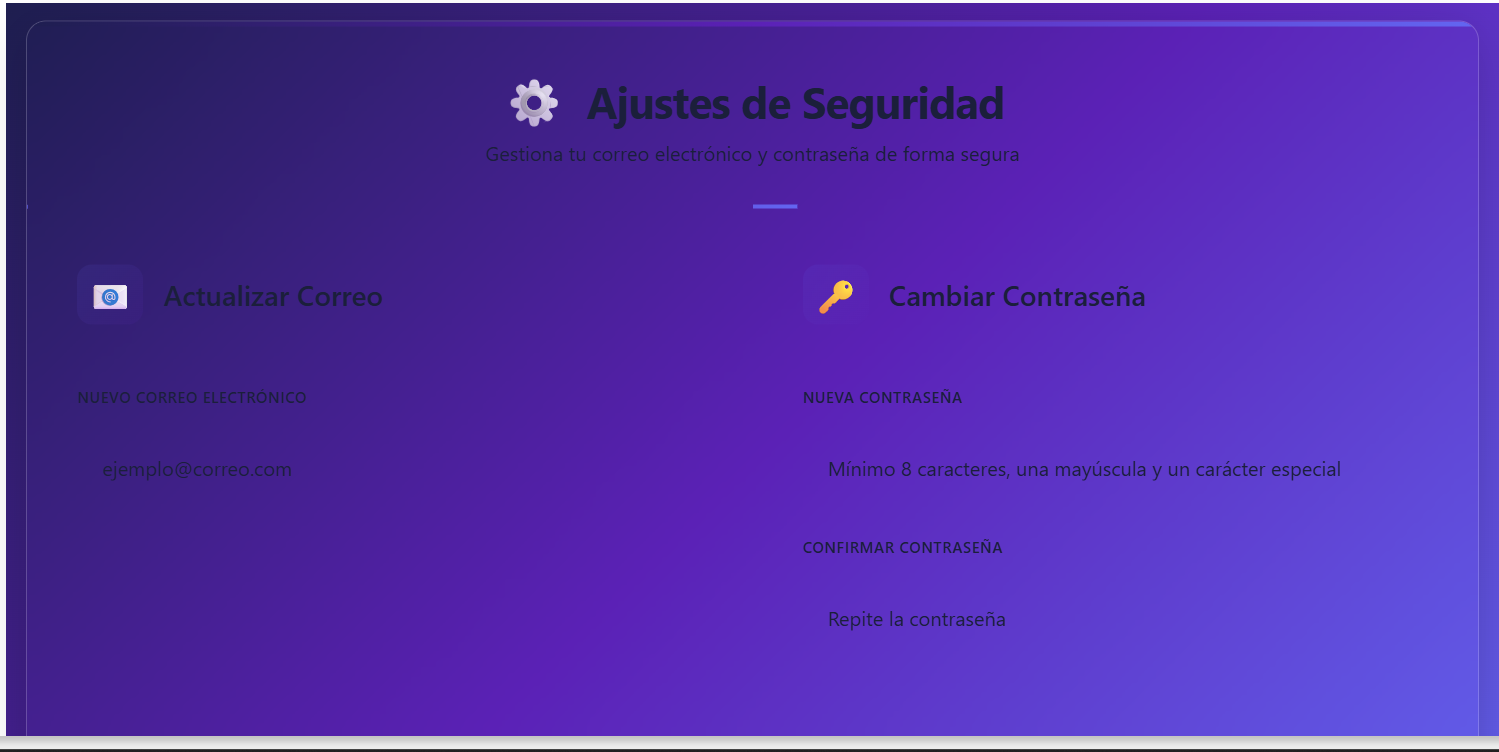 Ajustes de Seguridad
Gestiona tu correo electrónico y contraseña de forma segura
Actualizar Correo
NUEVO CORREO ELECTRÓNICO
ejemplo@correo.com
Cambiar Contraseña
NUEVA CONTRASEÑA
Mínimo 8 caracteres, una mayúscula y un carácter especial
CONFIRMAR CONTRASEÑA
Repite la contraseña